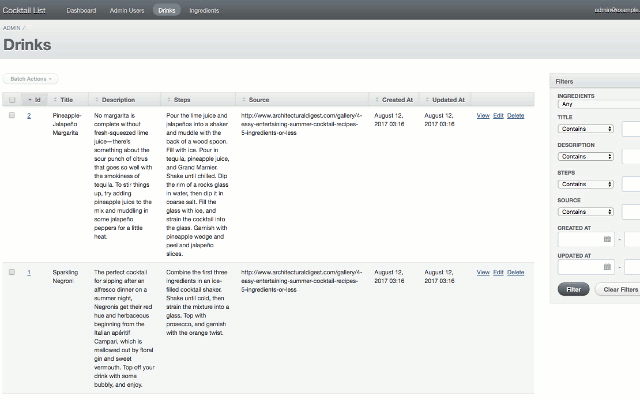 Cocktail List Dashboard Admin Users Drinks Ingredients
ADMIN /
Drinks
Batch Actions
Id Title Description Steps Source Created At Updated At
2
Pineapple-
Jalapeño
Margarita
No margarita is
complete without
fresh-squeezed lime
juice—there's
something about the
sour punch of citrus
that goes so well with
the smokiness of
tequila. To stir things
up, try adding
pineapple juice to the
mix and muddling in
some jalapeño
peppers for a little
heat.
Pour the lime juice and
jalapeños into a shaker
and muddle with the
back of a wood spoon.
Fill with ice. Pour in
tequila, pineapple juice,
and Grand Marnier.
Shake until chilled. Dip
the rim of a rocks glass
in water, then dip it in
coarse salt. Fill the
glass with ice, and
strain the cocktail into
the glass. Garnish with
pineapple wedge and
peel and jalapeño
slices.
http://www.architecturaldigest.com/gallery/4-
easy-entertaining-summer-cocktail-recipes-
5-ingredients-or-less
August 12,
2017 03:16
August 12,
2017 03:16
View Edit Delete
1
Sparkling
Negroni
The perfect cocktail
for sipping after an
alfresco dinner on a
summer night,
Negronis get their red
hue and herbaceous
beginning from the
Italian apéritif
Campari, which is
mellowed out by floral
gin and sweet
vermouth. Top off your
drink with some
bubbly, and enjoy.
Combine the first three
ingredients in an ice-
filled cocktail shaker.
Shake until cold, then
strain the mixture into a
glass. Top with
prosecco, and garnish
with the orange twist.
http://www.architecturaldigest.com/gallery/4-
easy-entertaining-summer-cocktail-recipes-
5-ingredients-or-less
August 12,
2017 03:16
August 12,
2017 03:16
View Edit Delete
Filters
INGREDIENTS
Any
TITLE
Contains
DESCRIPTION
Contains
STEPS
Contains
SOURCE
Contains
CREATED AT
-
UPDATED AT
-
Filter Clear Filters